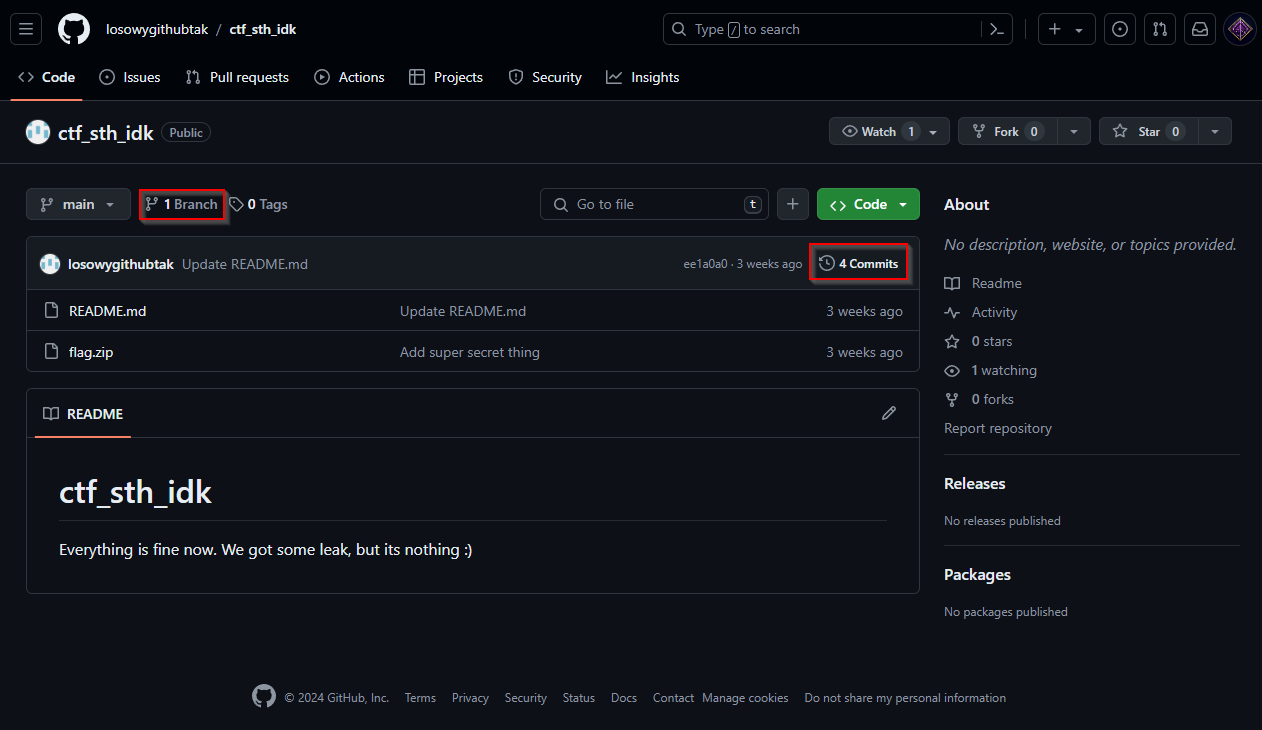 losowygithubtak / ctf_sth_idk
Type / to search
Code Issues Pull requests Actions Projects Security Insights
ctf_sth_idk Public
Watch 1 Fork 0 Star 0
main 1 Branch 0 Tags Go to file t Code
losowygithubtak Update README.md ee1a0a0 · 3 weeks ago 4 Commits
README.md Update README.md 3 weeks ago
flag.zip Add super secret thing 3 weeks ago
README
ctf_sth_idk
Everything is fine now. We got some leak, but its nothing :)
About
No description, website, or topics provided.
Readme
Activity
0 stars
1 watching
0 forks
Report repository
Releases
No releases published
Packages
No packages published
© 2024 GitHub, Inc. Terms Privacy Security Status Docs Contact Manage cookies Do not share my personal information